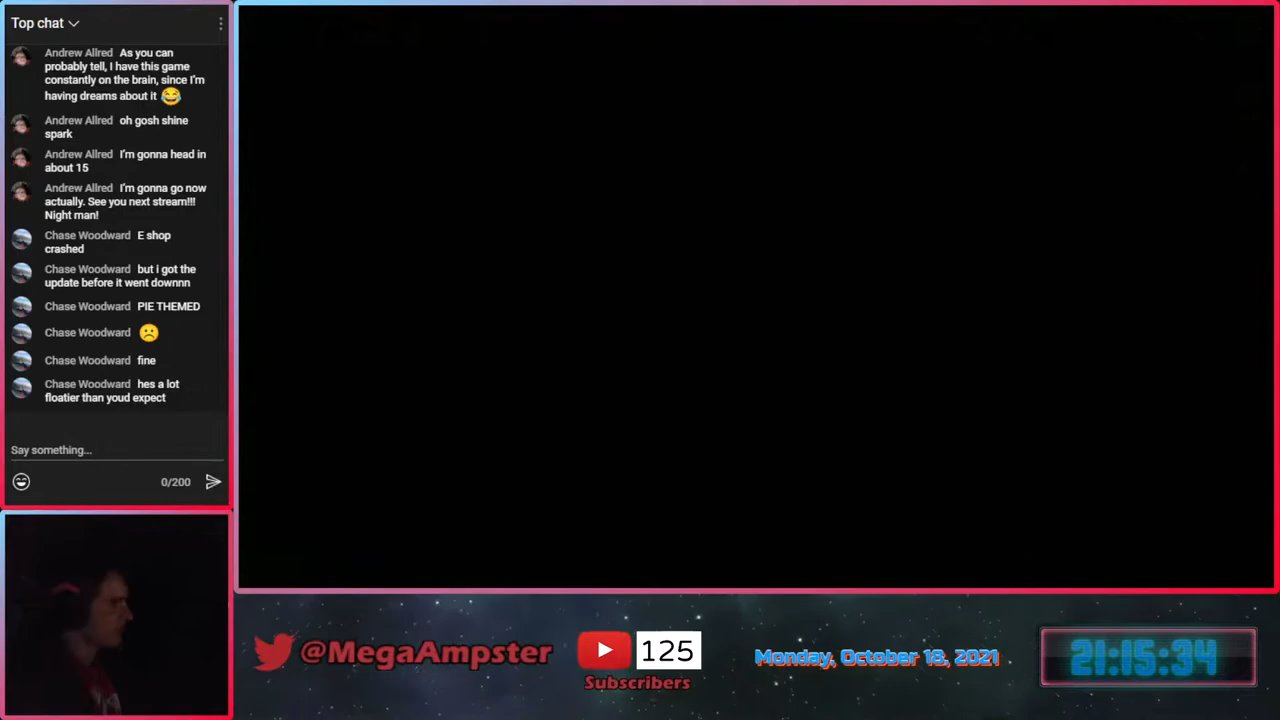 Top chat
Andrew Allred As you can
probably tell, I have this game
constantly on the brain, since I'm
having dreams about it 😂
Andrew Allred oh gosh shine
spark
Andrew Allred I'm gonna head in
about 15
Andrew Allred I'm gonna go now
actually. See you next stream!!!
Night man!
Chase Woodward E shop
crashed
Chase Woodward but i got the
update before it went downnn
Chase Woodward PIE THEMED
Chase Woodward ☹️
Chase Woodward fine
Chase Woodward hes a lot
floatier than youd expect
Say something...
0/200
@MegaAmpster
125
Subscribers
Monday, October 18, 2021
21:15:34